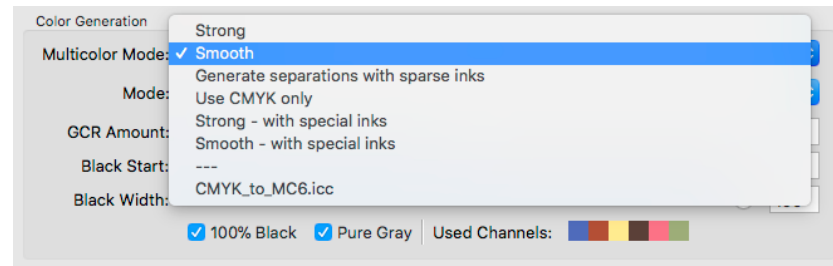 Color Generation
Strong
Multicolor Mode: ✓ Smooth
Generate separations with sparse inks
Mode: Use CMYK only
Strong - with special inks
GCR Amount:
Smooth - with special inks
Black Start: ---
CMYK_to_MC6.icc
Black Width:
100% Black Pure Gray Used Channels: